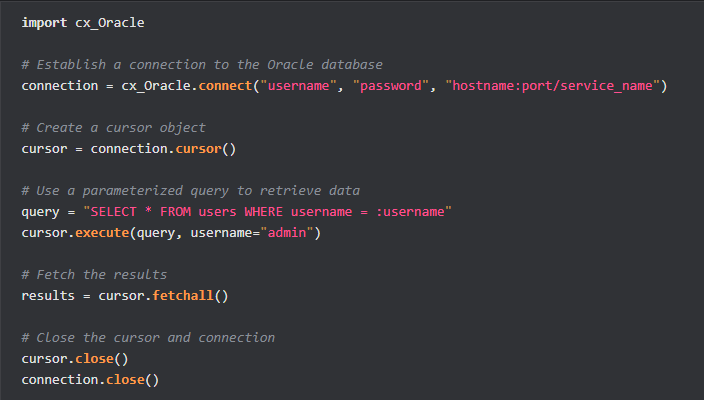 import cx_Oracle
# Establish a connection to the Oracle database
connection = cx_Oracle.connect("username", "password", "hostname:port/service_name")
# Create a cursor object
cursor = connection.cursor()
# Use a parameterized query to retrieve data
query = "SELECT * FROM users WHERE username = :username"
cursor.execute(query, username="admin")
# Fetch the results
results = cursor.fetchall()
# Close the cursor and connection
cursor.close()
connection.close()